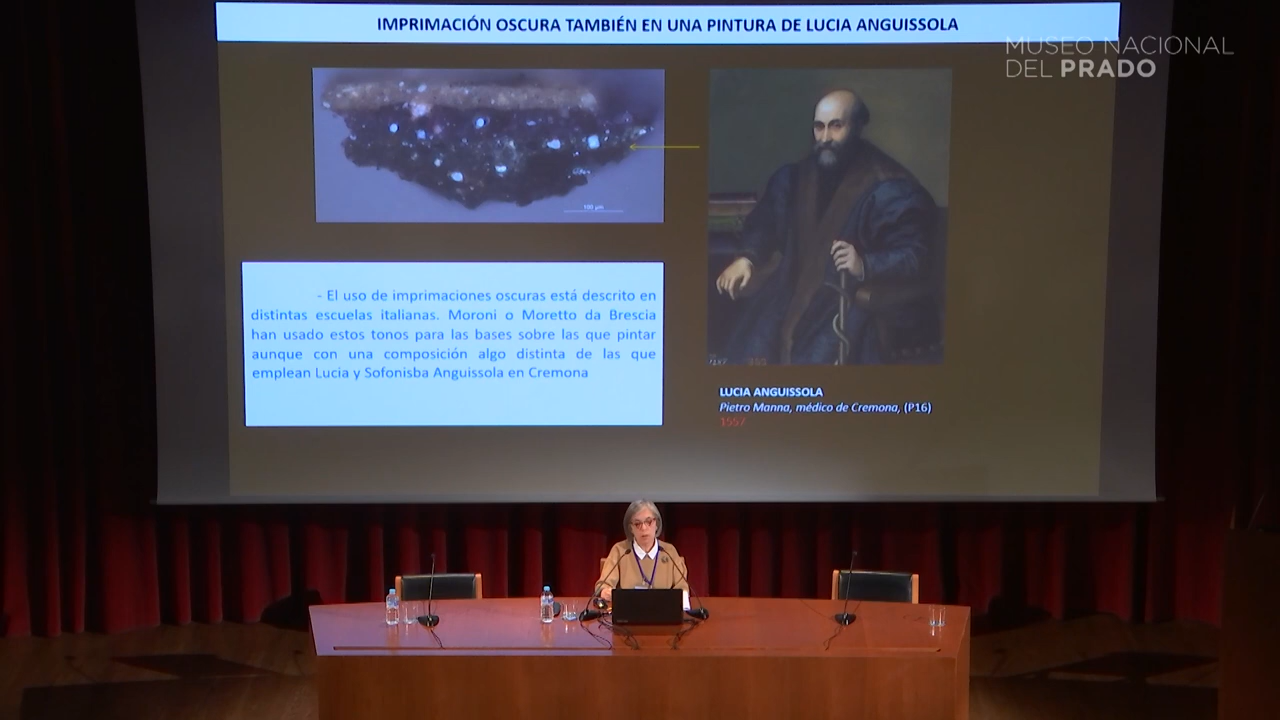 IMPRIMACIÓN OSCURA TAMBIÉN EN UNA PINTURA DE LUCIA ANGUISSOLA
MUSEO NACIONAL
DEL PRADO
100 µm
- El uso de imprimaciones oscuras está descrito en
distintas escuelas italianas. Moroni o Moretto da Brescia
han usado estos tonos para las bases sobre las que pintar
aunque con una composición algo distinta de las que
emplean Lucia y Sofonisba Anguissola en Cremona
LUCIA ANGUISSOLA
Pietro Manna, médico de Cremona, (P16)
1557